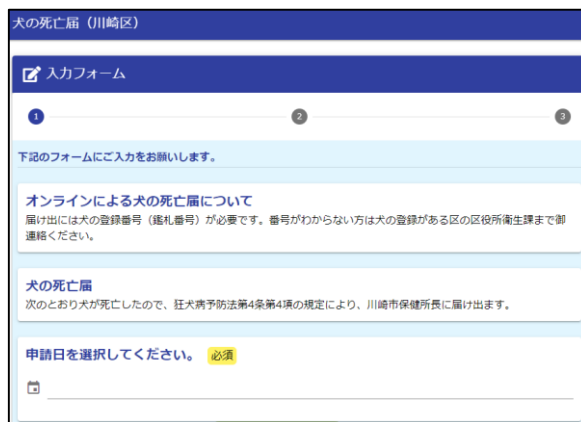 犬の死亡届（川崎区）
入力フォーム
1 2 3
下記のフォームにご入力をお願いします。
オンラインによる犬の死亡届について
届け出には犬の登録番号（鑑札番号）が必要です。番号がわからない方は犬の登録がある区の区役所衛生課まで御
連絡ください。
犬の死亡届
次のとおり犬が死亡したので、狂犬病予防法第4条第4項の規定により、川崎市保健所長に届け出ます。
申請日を選択してください。 必須